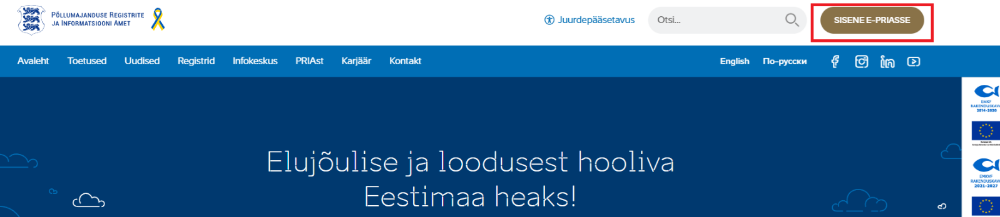 PÕLLUMAJANDUSE REGISTRITE
JA INFORMATSIOONI AMET
Juurdepääsetavus
Otsi...
SISENE E-PRIASSE
Avaleht Toetused Uudised Registrid Infokeskus PRIAst Karjäär Kontakt
English По-русски
Elujõulise ja loodusest hooliva
Eestimaa heaks!
EMKF
RAKENDUSKAVA
2014-2020
EMKVF
RAKENDUSKAVA
2021-2027